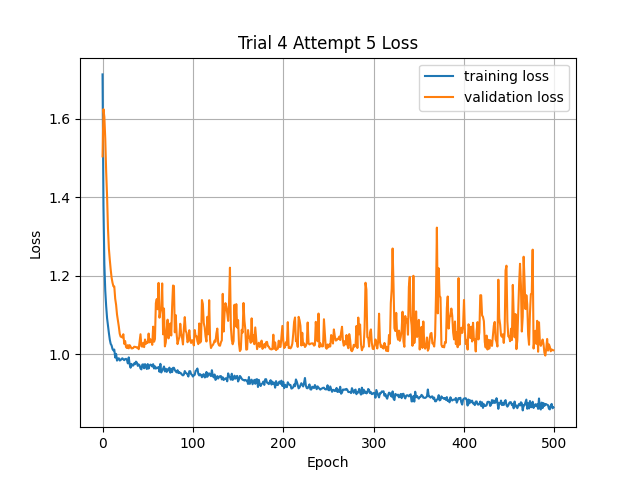 Trial 4 Attempt 5 Loss
training loss
validation loss
1.6
1.4
1.2
1.0
Loss
0 100 200 300 400 500
Epoch